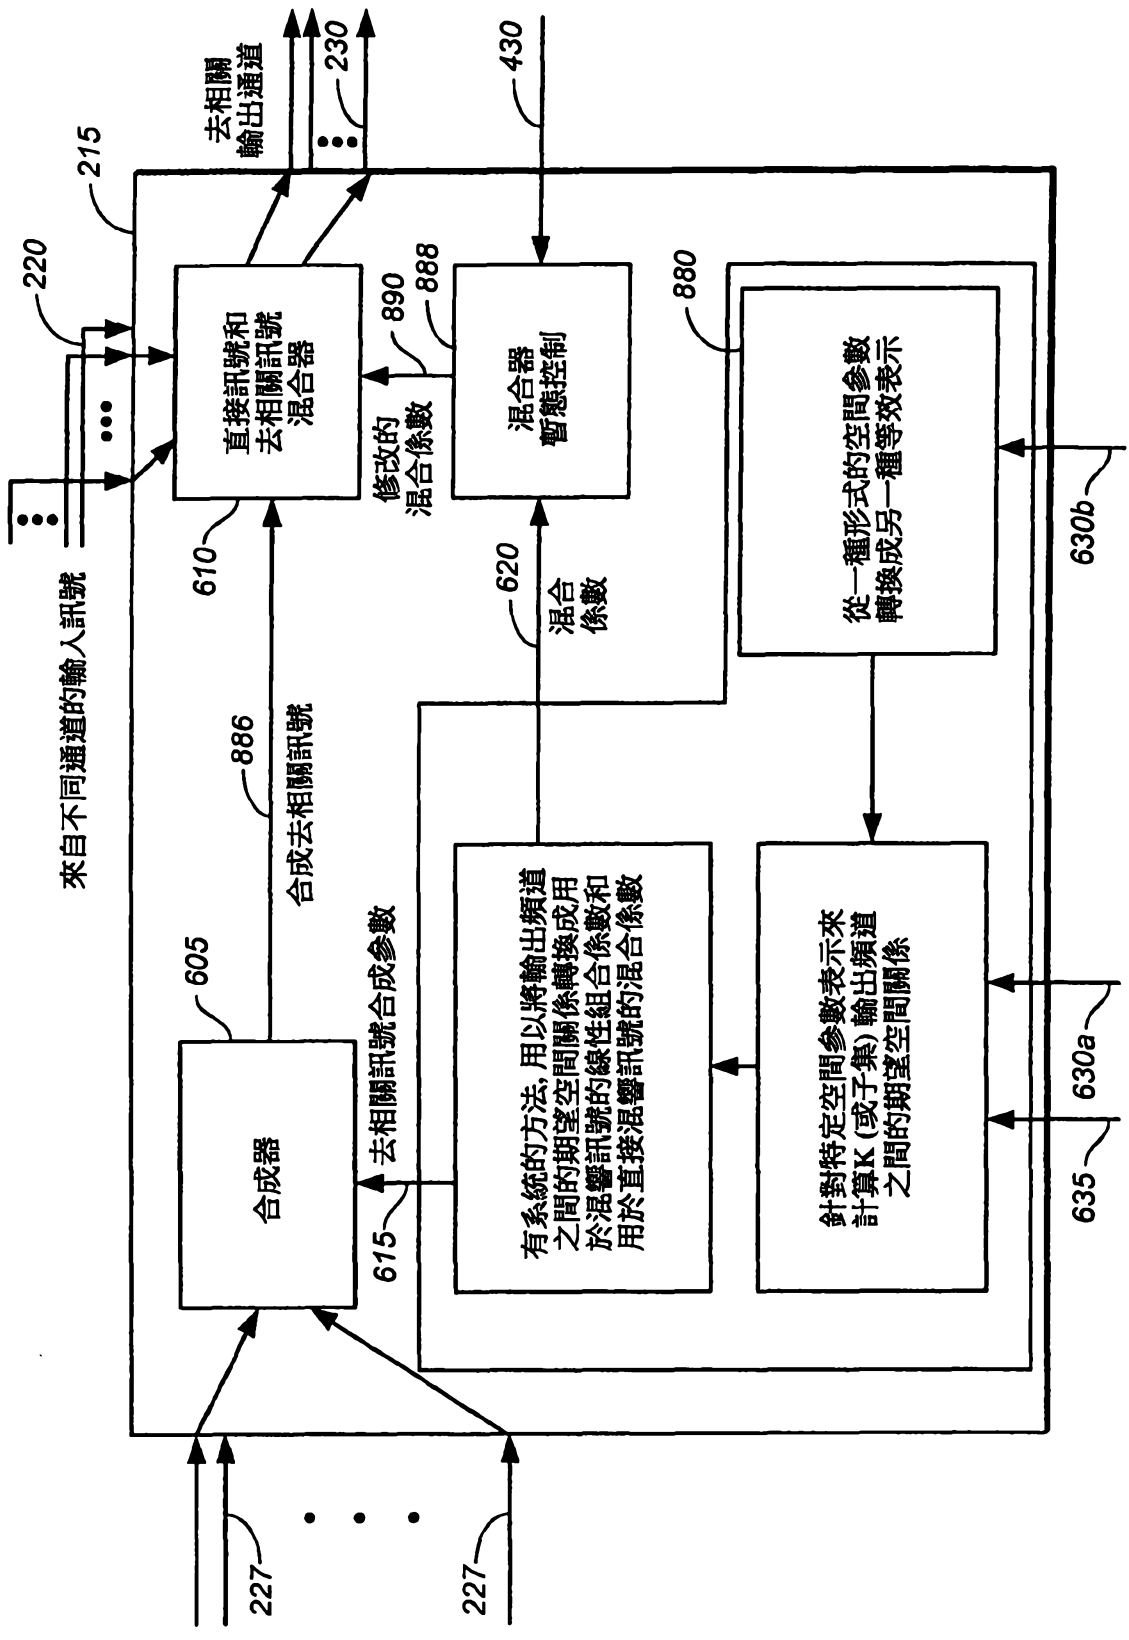 來自不同通道的輸入訊號
220
215
去相關
輸出通道
230
430
227
227
605
合成器
886
合成去相關訊號
610
直接訊號和
去相關訊號
混合器
890
修改的
混合係數
888
混合器
暫態控制
615
去相關訊號合成參數
620
混合
係數
有系統的方法,用以將輸出頻道
之間的期望空間關係轉換成用
於混響訊號的線性組合係數和
用於直接混響訊號的混合係數
880
從一種形式的空間參數
轉換成另一種等效表示
針對特定空間參數表示來
計算K(或子集)輸出頻道
之間的期望空間關係
635
630a
630b